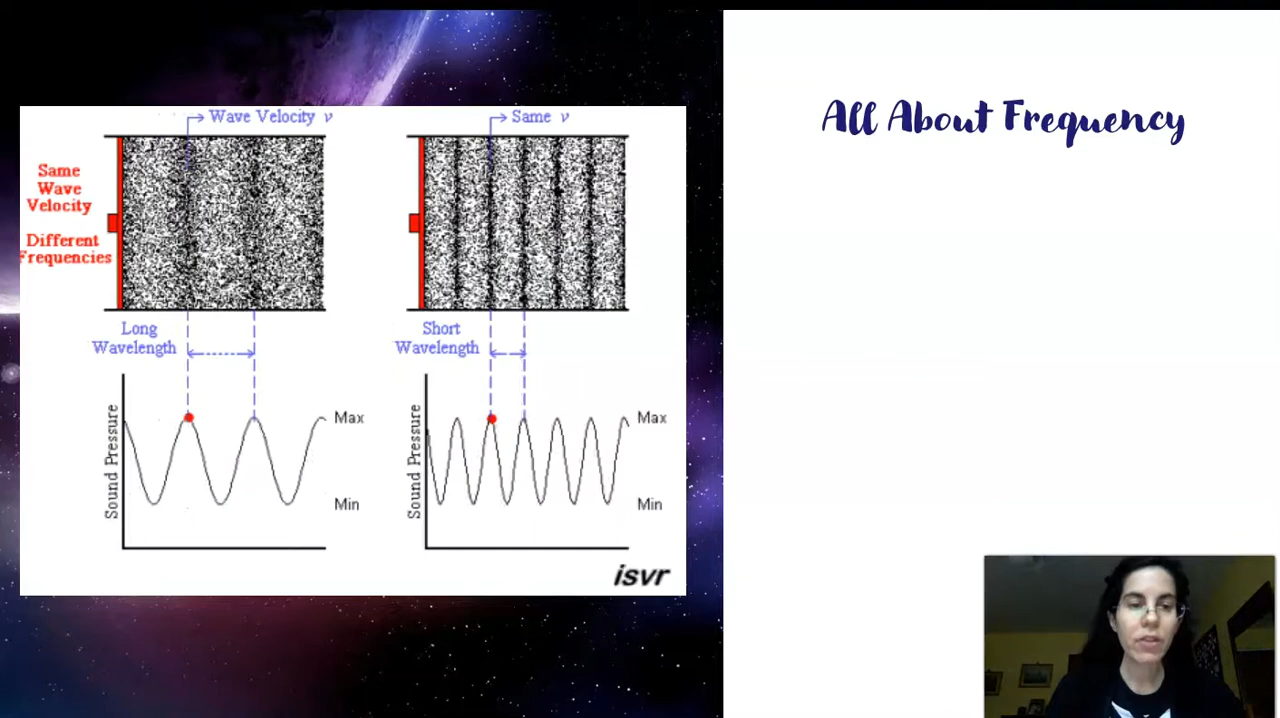 Wave Velocity v
Same v
Same
Wave
Velocity
Different
Frequencies
Long
Wavelength
Short
Wavelength
Sound Pressure
Max
Min
Sound Pressure
Max
Min
isvr
All About Frequency